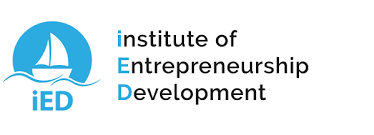 iED
institute of
Entrepreneurship
Development